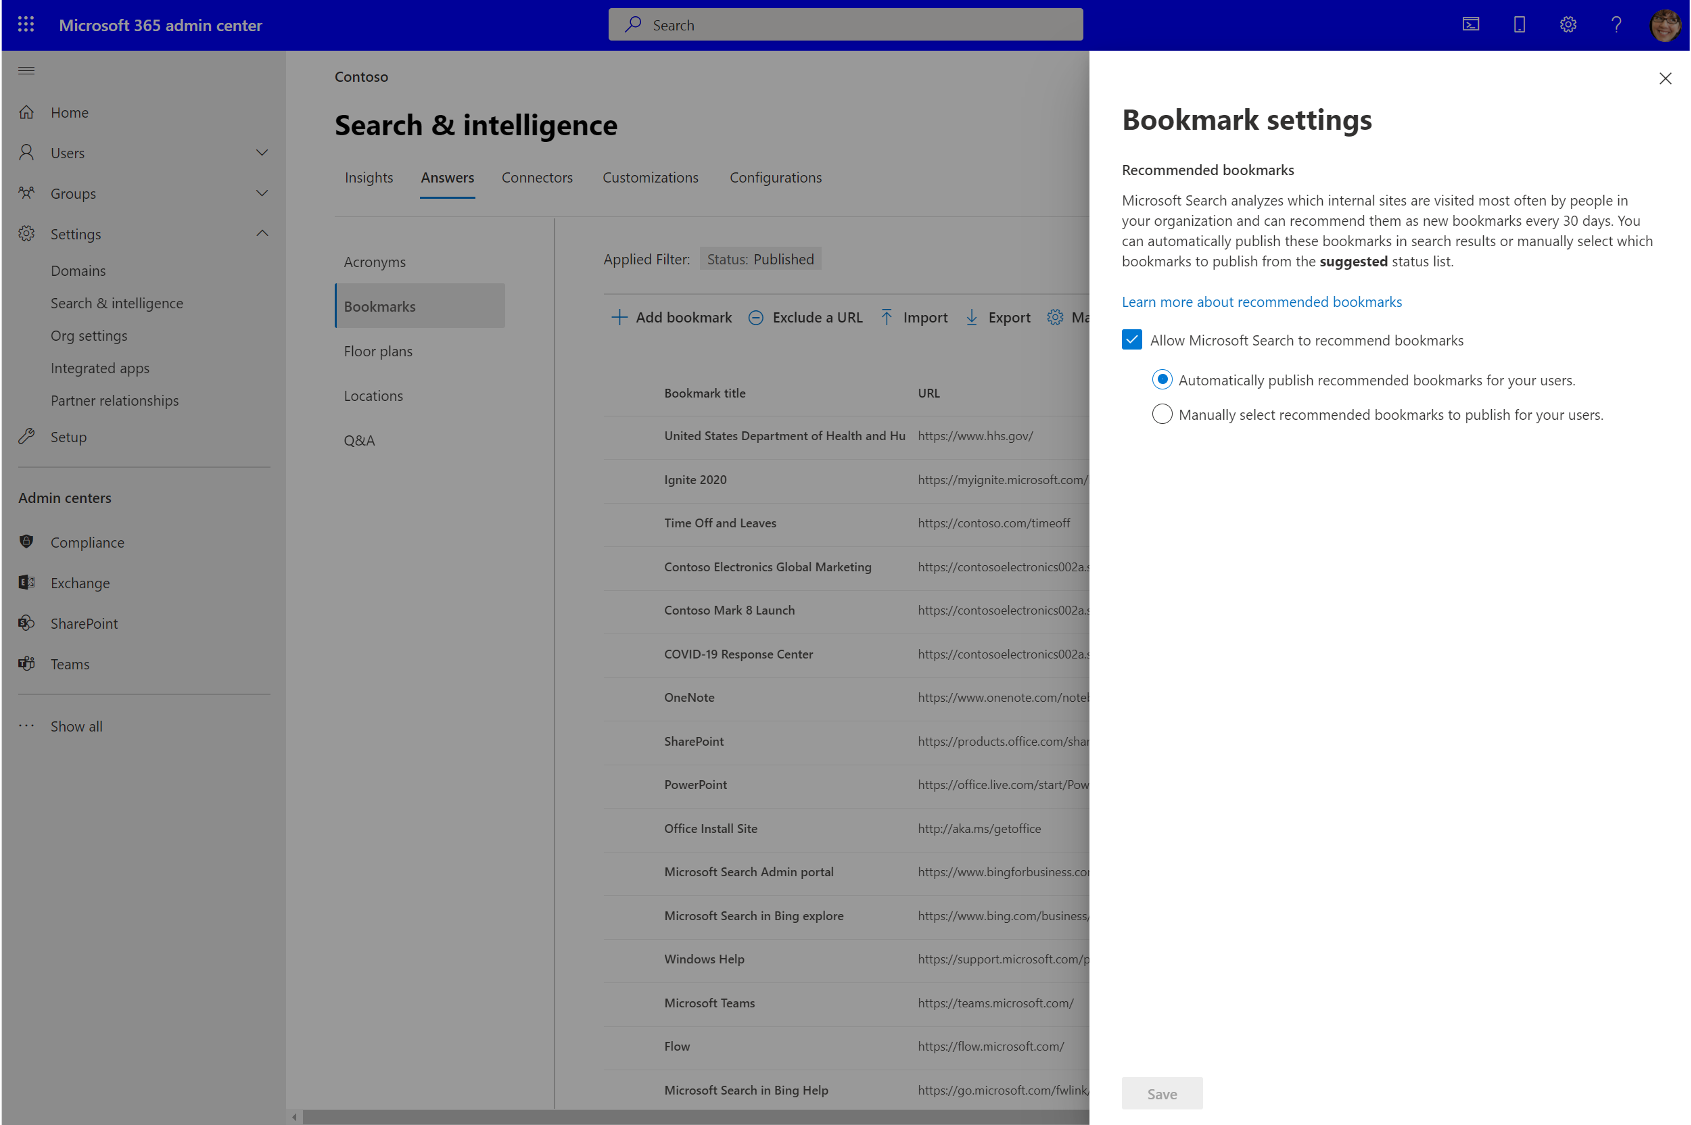 Microsoft 365 admin center
Search
Home
Users
Groups
Settings
Domains
Search & intelligence
Org settings
Integrated apps
Partner relationships
Setup
Admin centers
Compliance
Exchange
SharePoint
Teams
Show all
Contoso
Search & intelligence
Insights Answers Connectors Customizations Configurations
Acronyms
Bookmarks
Floor plans
Locations
Q&A
Applied Filter: Status: Published
Add bookmark Exclude a URL Import Export Ma
Bookmark title URL
United States Department of Health and Hu https://www.hhs.gov/
Ignite 2020 https://myignite.microsoft.com/
Time Off and Leaves https://contoso.com/timeoff
Contoso Electronics Global Marketing https://contosoelectronics002a.s
Contoso Mark 8 Launch https://contosoelectronics002a.s
COVID-19 Response Center https://contosoelectronics002a.s
OneNote https://www.onenote.com/noteb
SharePoint https://products.office.com/shar
PowerPoint https://office.live.com/start/Pow
Office Install Site http://aka.ms/getoffice
Microsoft Search Admin portal https://www.bingforbusiness.co
Microsoft Search in Bing explore https://www.bing.com/business/
Windows Help https://support.microsoft.com/p
Microsoft Teams https://teams.microsoft.com/
Flow https://flow.microsoft.com/
Microsoft Search in Bing Help https://go.microsoft.com/fwlink/
Bookmark settings
Recommended bookmarks
Microsoft Search analyzes which internal sites are visited most often by people in
your organization and can recommend them as new bookmarks every 30 days. You
can automatically publish these bookmarks in search results or manually select which
bookmarks to publish from the suggested status list.
Learn more about recommended bookmarks
Allow Microsoft Search to recommend bookmarks
Automatically publish recommended bookmarks for your users.
Manually select recommended bookmarks to publish for your users.
Save